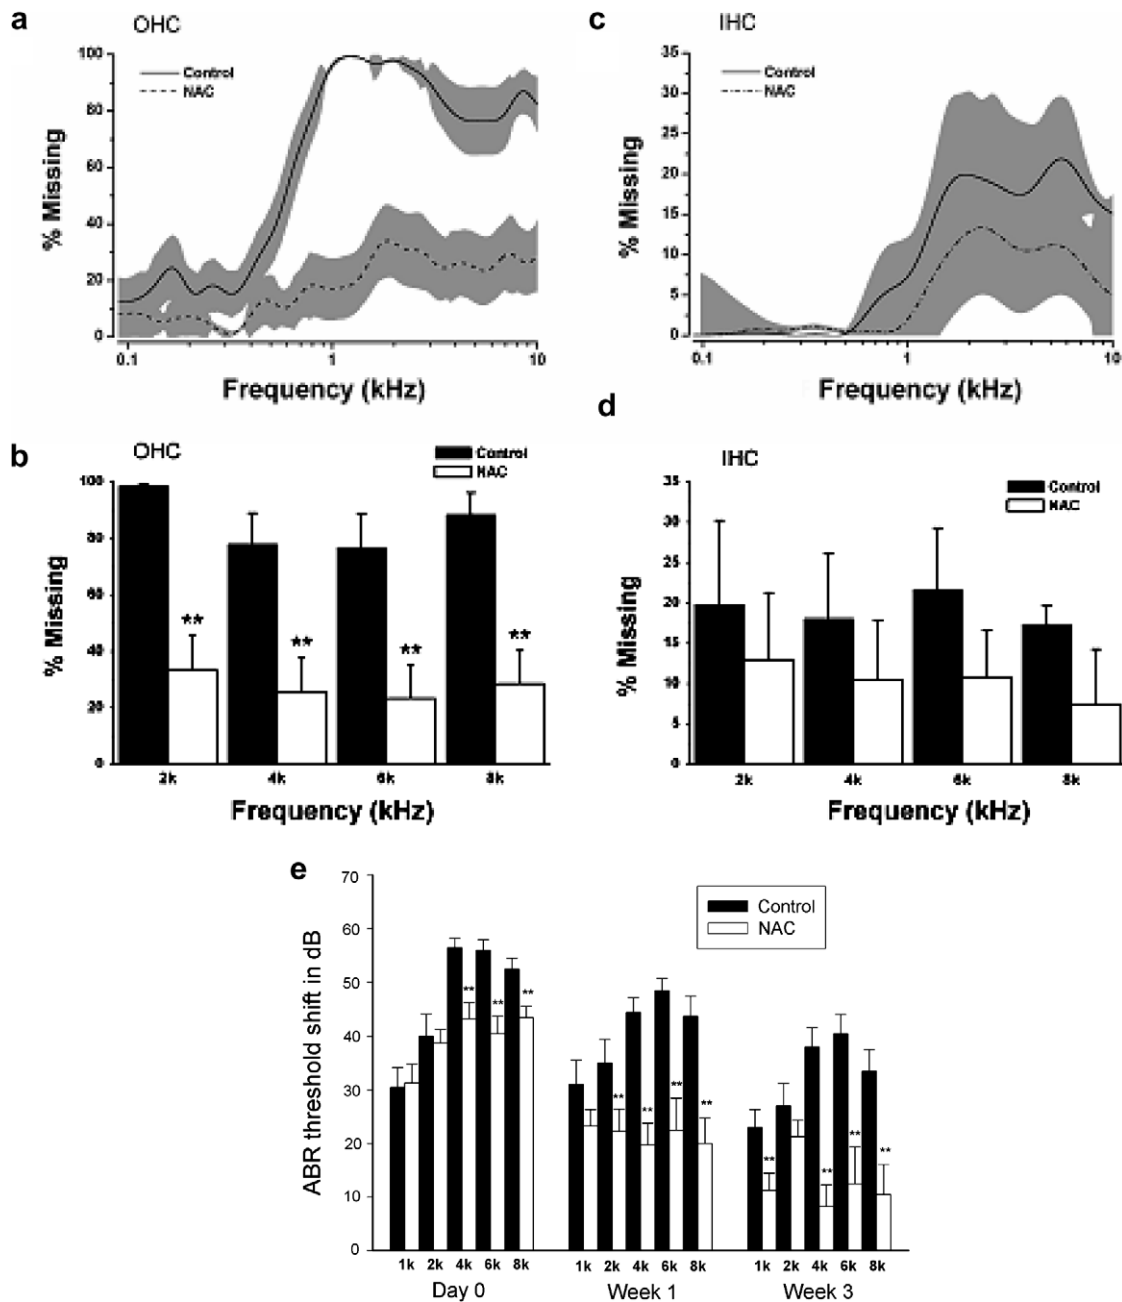 a
OHC
Control
NAC
% Missing
100
80
60
40
20
0
0.1
1
10
Frequency (kHz)
c
IHC
Control
NAC
% Missing
35
30
25
20
15
10
5
0
0.1
1
10
Frequency (kHz)
b
OHC
Control
NAC
% Missing
100
80
60
40
20
0
**
**
**
**
2k 4k 6k 8k
Frequency (kHz)
d
IHC
Control
NAC
% Missing
35
30
25
20
15
10
5
0
2k 4k 6k 8k
Frequency (kHz)
e
Control
NAC
ABR threshold shift in dB
70
60
50
40
30
20
10
0
** ** **
** ** ** **
** ** ** **
1k 2k 4k 6k 8k 1k 2k 4k 6k 8k 1k 2k 4k 6k 8k
Day 0 Week 1 Week 3